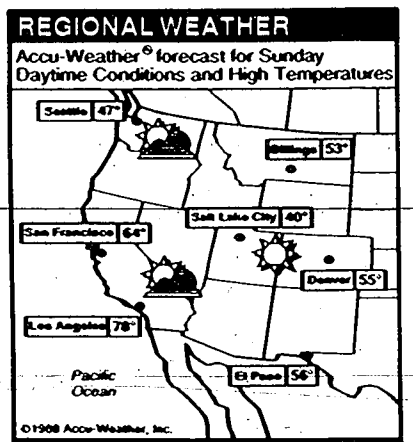 REGIONAL WEATHER
Accu-Weather® forecast for Sunday
Daytime Conditions and High Temperatures
Seattle 47°
Billings 53°
Salt Lake City 40°
San Francisco 64°
Denver 55°
Los Angeles 78°
El Paso 56°
Pacific
Ocean
©1988 Accu-Weather, Inc.